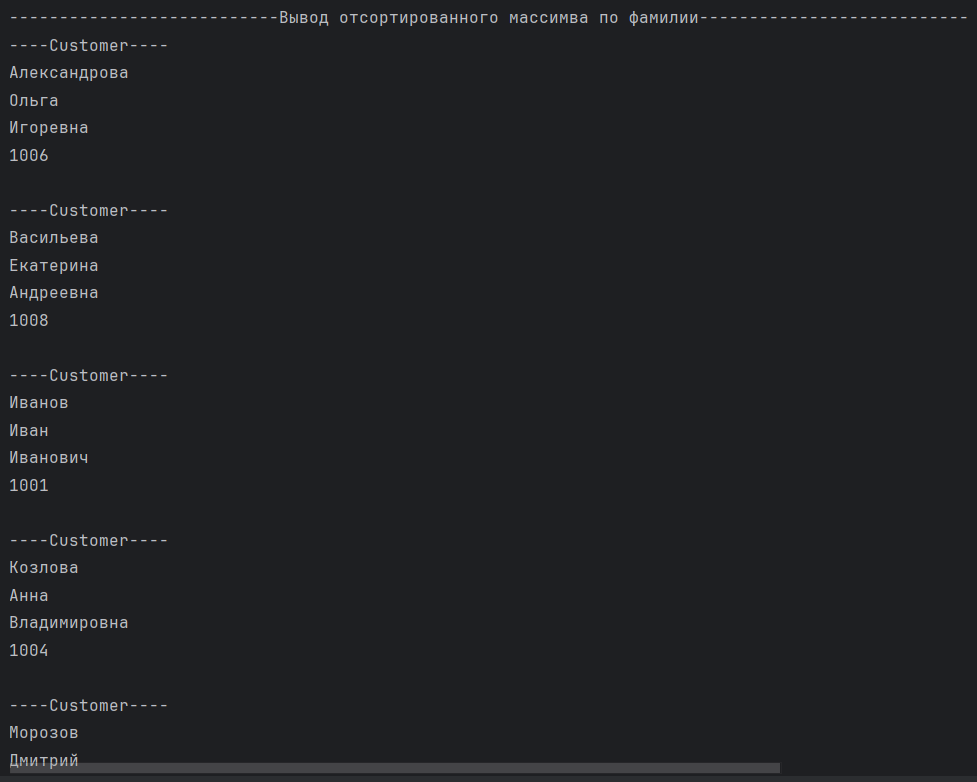 ---------------------------Вывод отсортированного массимва по фамилии---------------------------
----Customer----
Александрова
Ольга
Игоревна
1006
----Customer----
Васильева
Екатерина
Андреевна
1008
----Customer----
Иванов
Иван
Иванович
1001
----Customer----
Козлова
Анна
Владимировна
1004
----Customer----
Морозов
Дмитрий